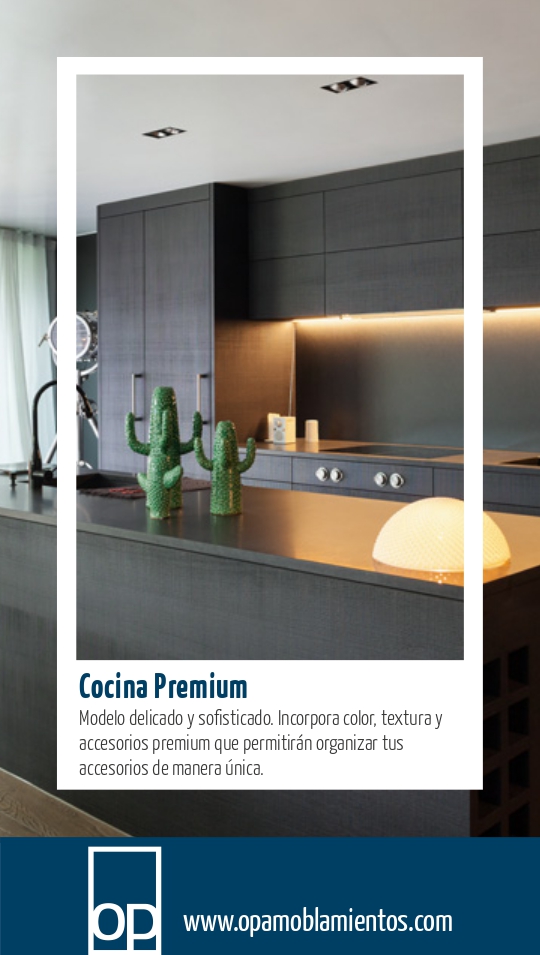 Cocina Premium
Modelo delicado y sofisticado. Incorpora color, textura y
accesorios premium que permitirán organizar tus
accesorios de manera única.
op
www.opamoblamientos.com